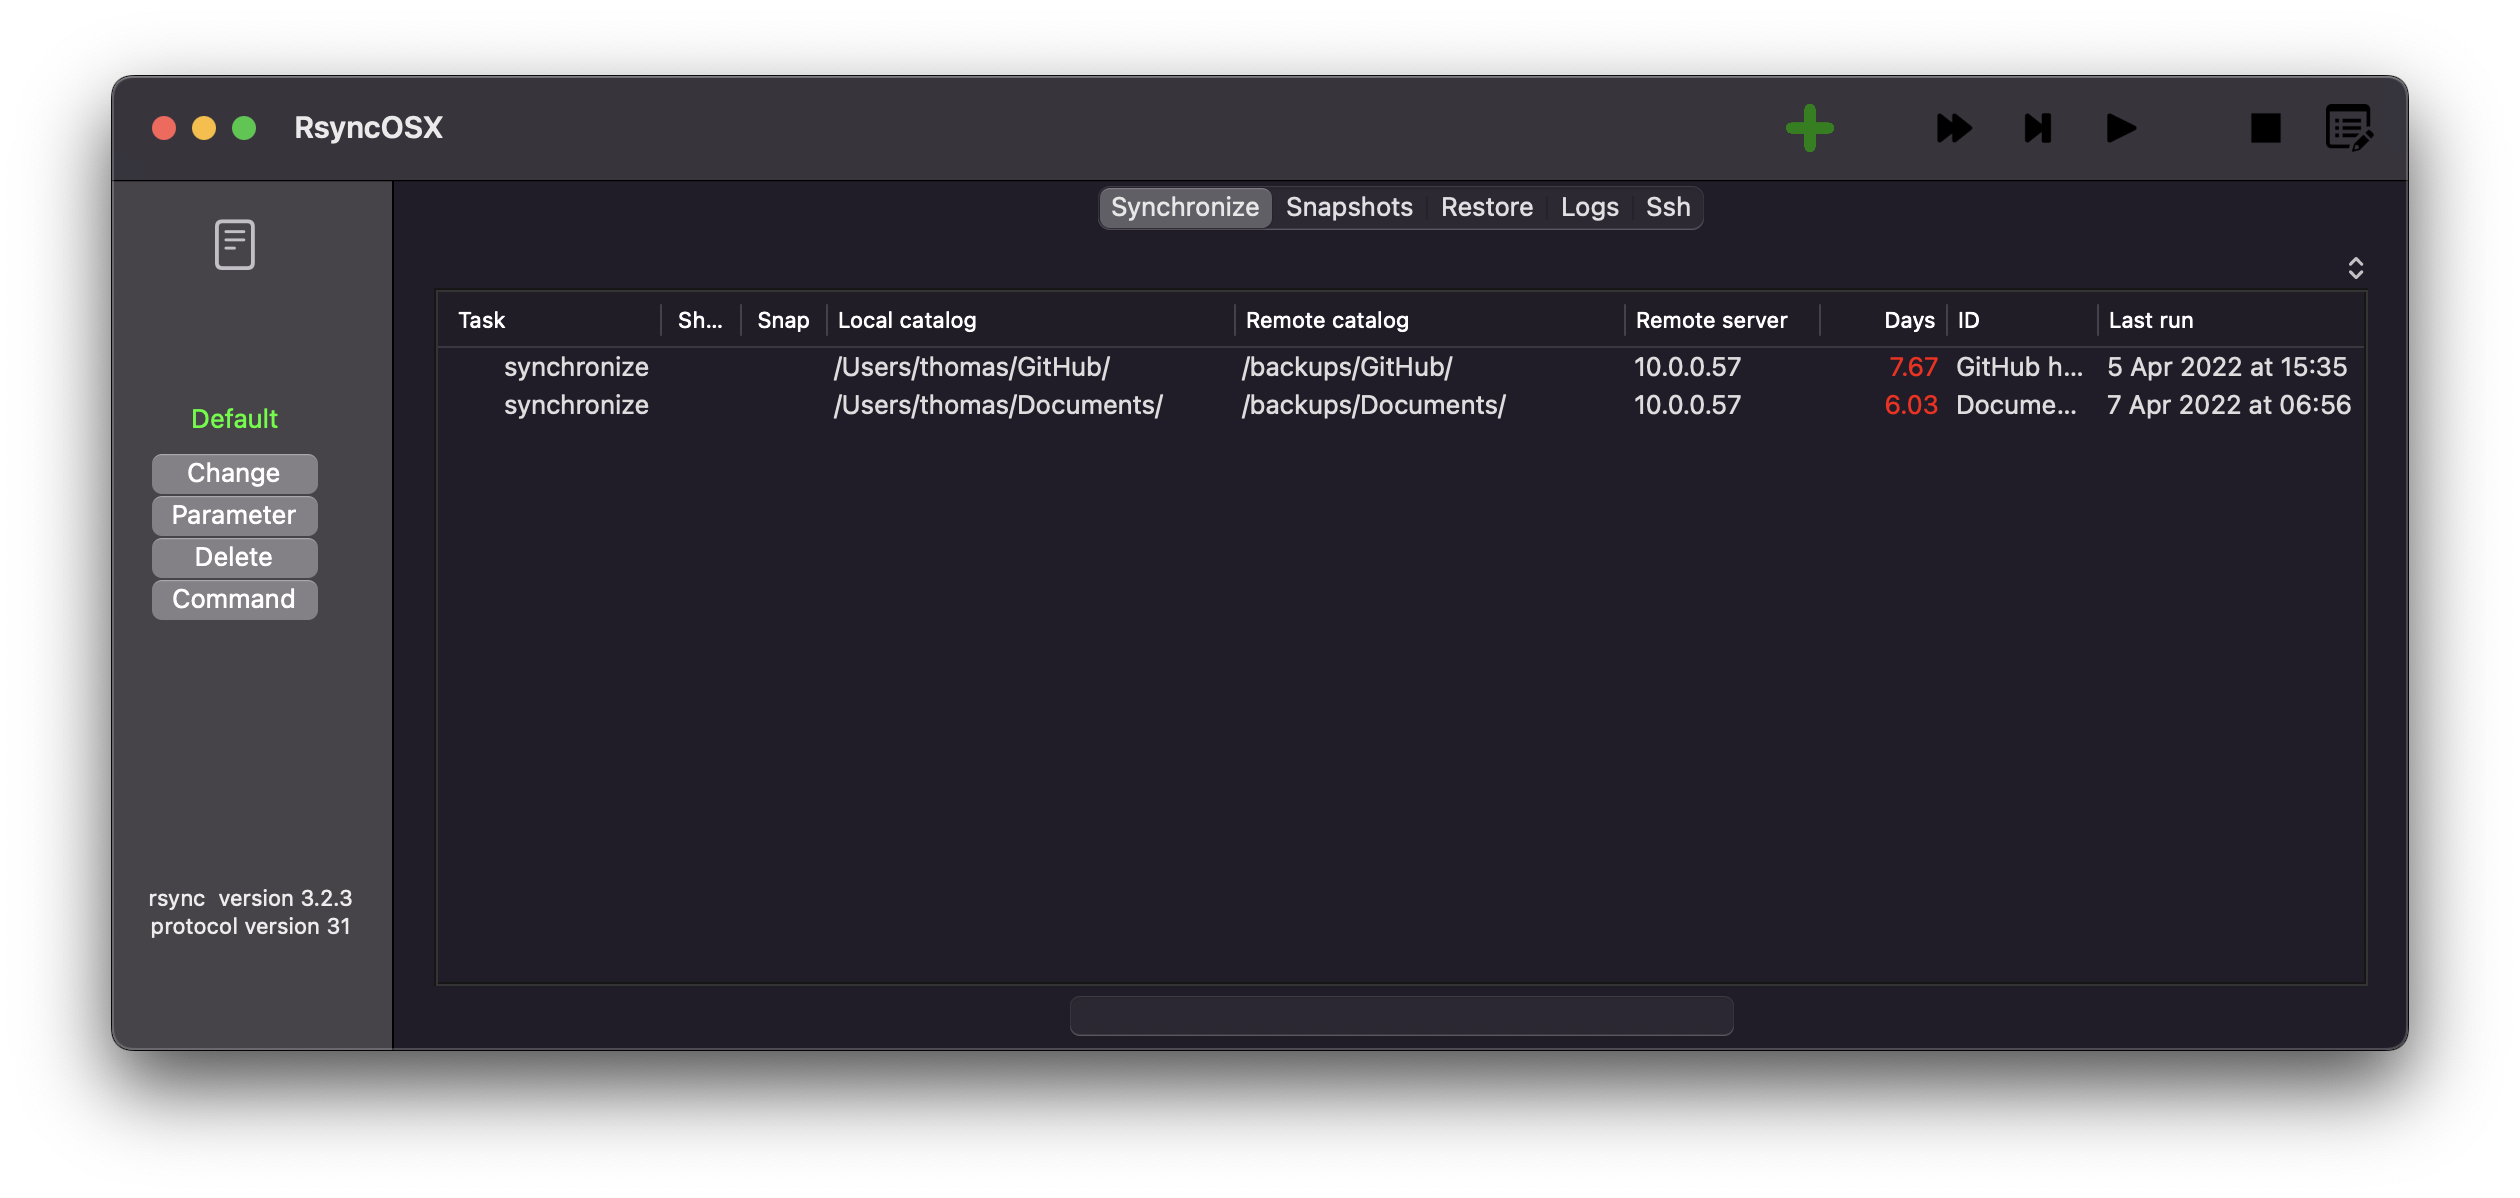 RsyncOSX
Synchronize Snapshots Restore Logs Ssh
Default
Change
Parameter
Delete
Command
rsync  version 3.2.3
protocol version 31
Task Sh... Snap Local catalog Remote catalog Remote server Days ID Last run
synchronize /Users/thomas/GitHub/ /backups/GitHub/ 10.0.0.57 7.67 GitHub h... 5 Apr 2022 at 15:35
synchronize /Users/thomas/Documents/ /backups/Documents/ 10.0.0.57 6.03 Docume... 7 Apr 2022 at 06:56